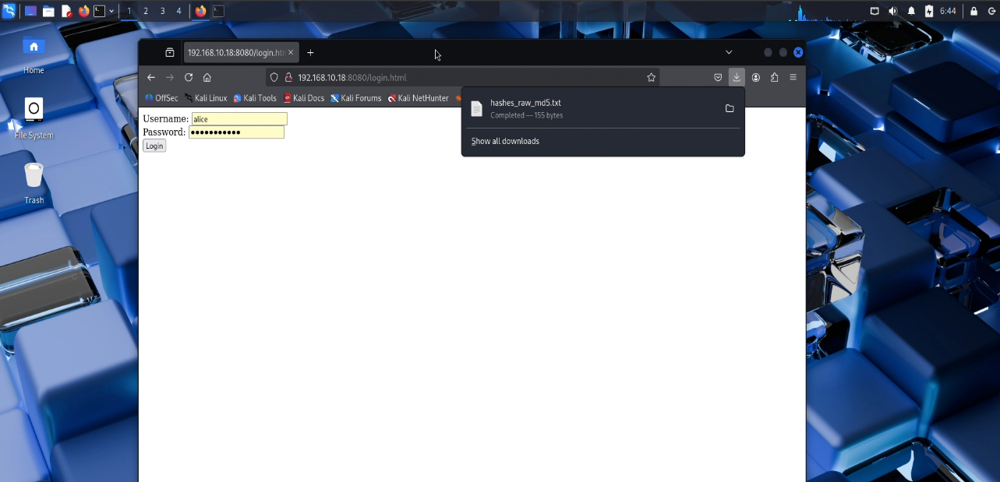 1 2 3 4
6:44
Home
File System
Trash
192.168.10.18:8080/login.htm
192.168.10.18:8080/login.html
OffSec Kali Linux Kali Tools Kali Docs Kali Forums Kali NetHunter
hashes_raw_md5.txt
Completed — 155 bytes
Show all downloads
Username: alice
Password: ●●●●●●●●●●●
Login